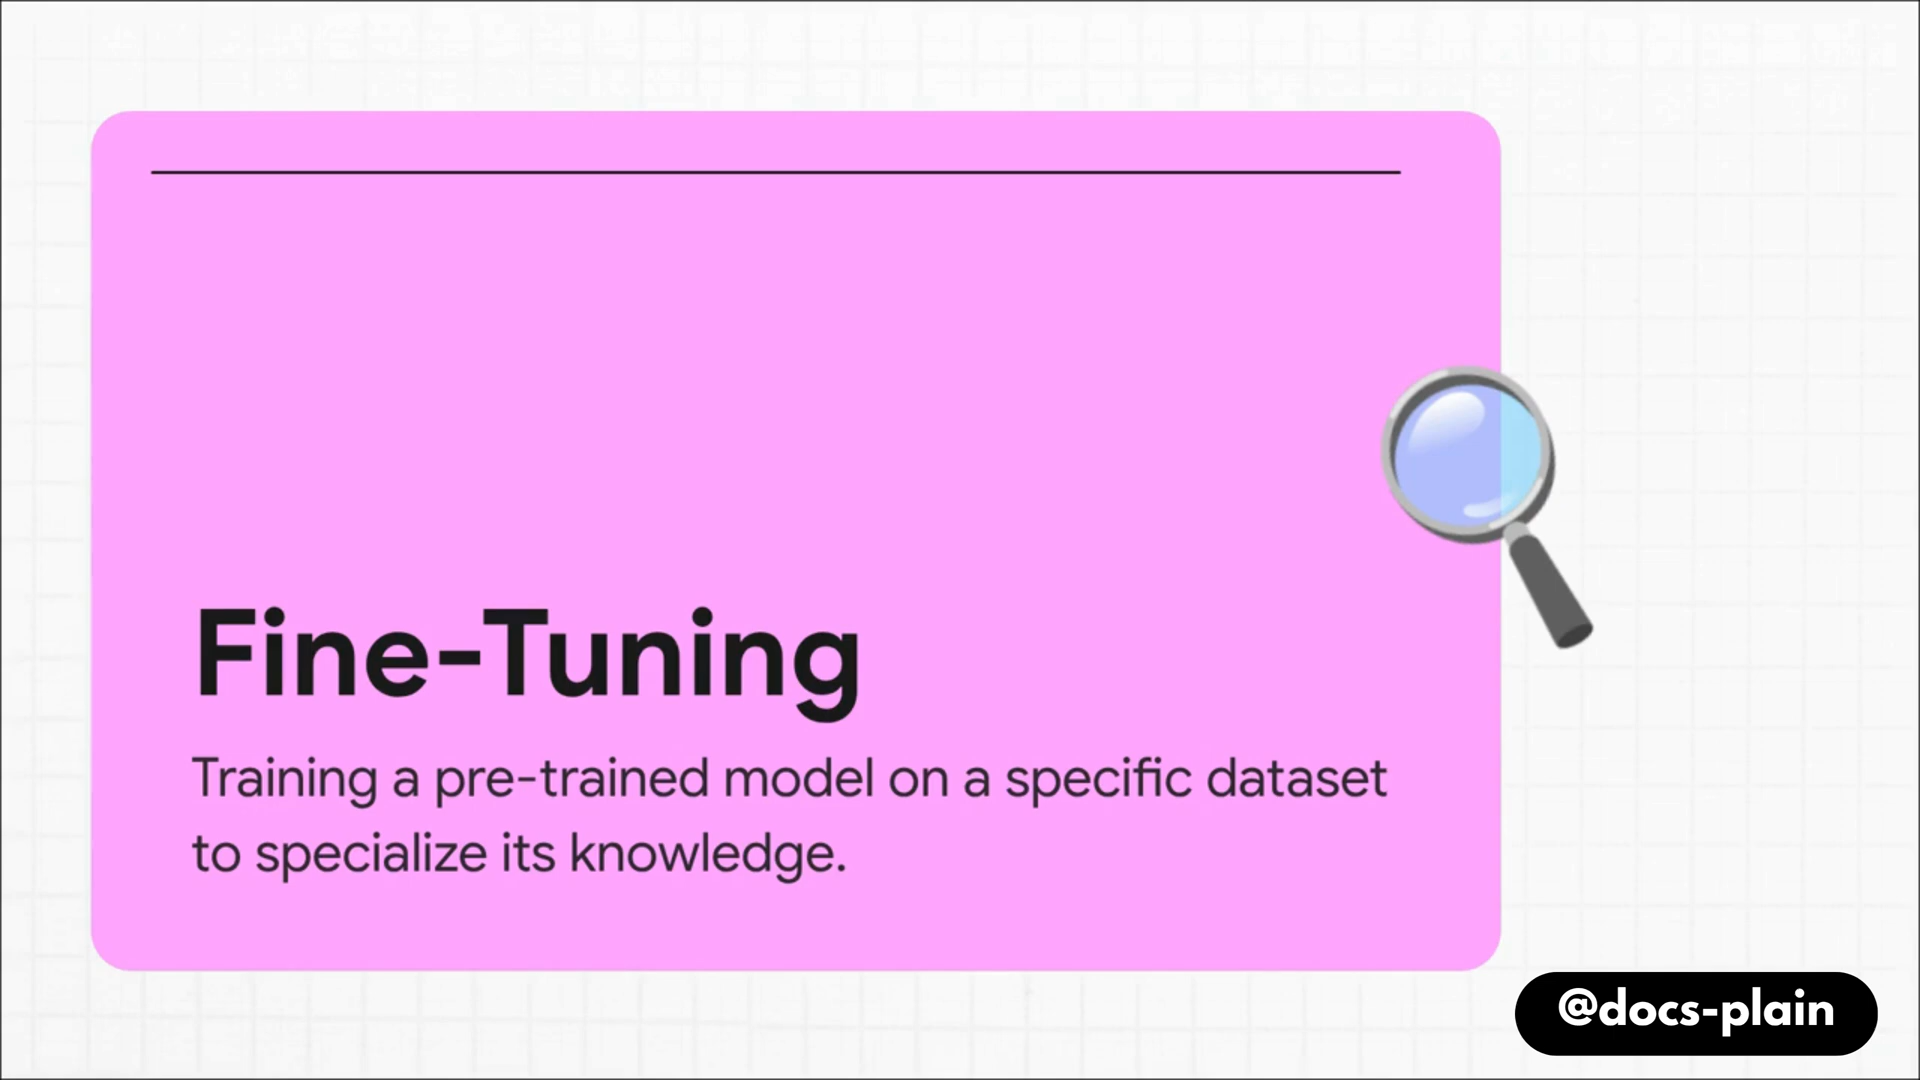 Fine-Tuning
Training a pre-trained model on a specific dataset
to specialize its knowledge.
@docs-plain